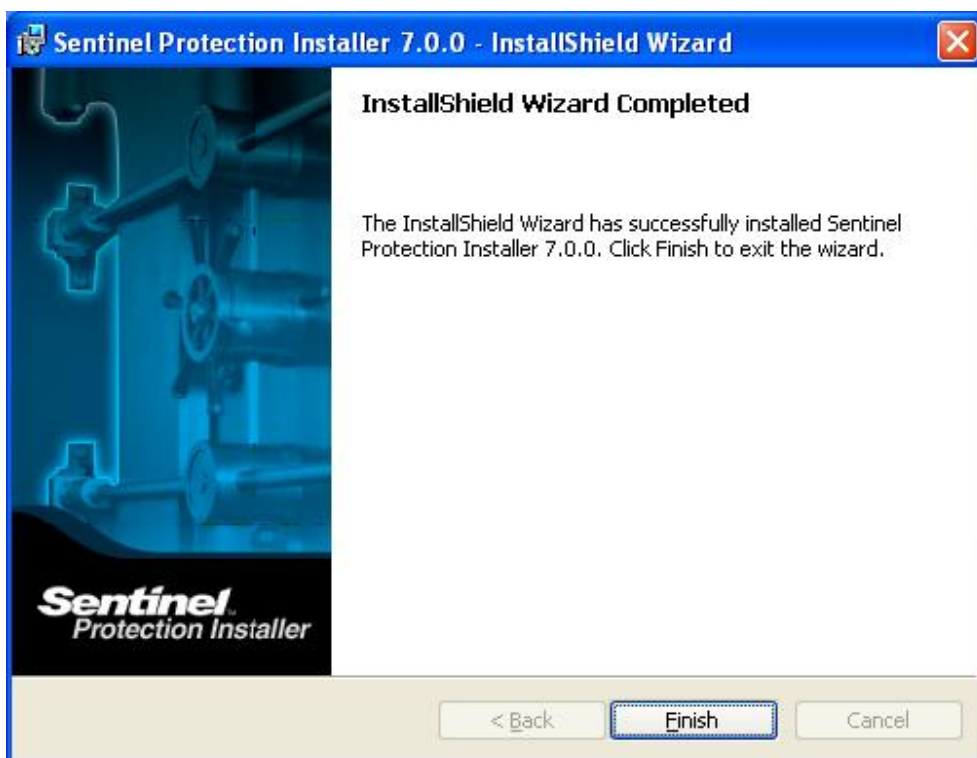 Sentinel Protection Installer 7.0.0 - InstallShield Wizard
InstallShield Wizard Completed
The InstallShield Wizard has successfully installed Sentinel
Protection Installer 7.0.0. Click Finish to exit the wizard.
Sentinel™
Protection Installer
< Back
Finish
Cancel